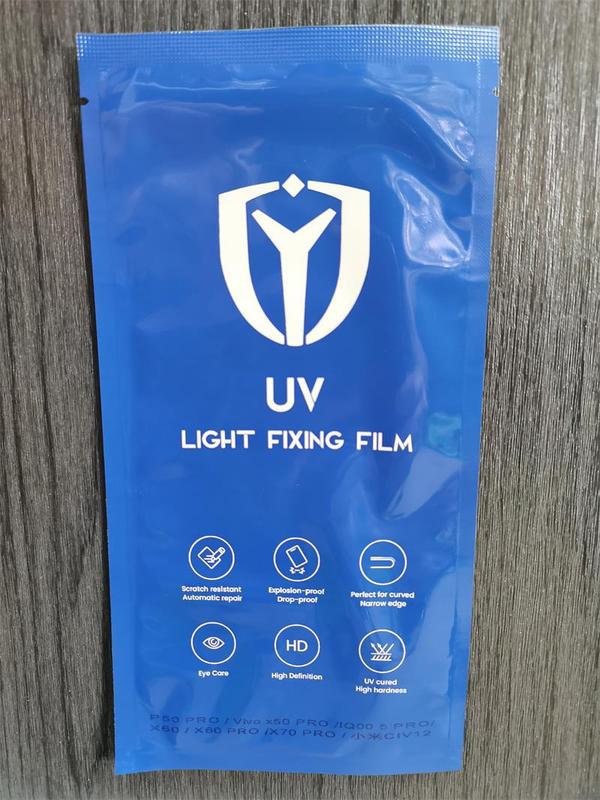 UV
LIGHT FIXING FILM
Scratch resistant
Automatic repair
Explosion-proof
Drop-proof
Perfect for curved
Narrow edge
Eye Care
HD
High Definition
UV cured
High hardness
P50 PRO / Vivo x50 PRO /IQOO 5 PRO/
X60 / X60 PRO /X70 PRO / 小米CIV12